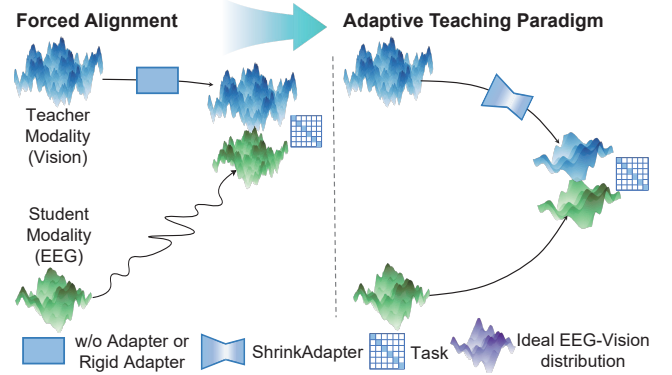 Forced Alignment
Adaptive Teaching Paradigm
Teacher
Modality
(Vision)
Student
Modality
(EEG)
w/o Adapter or
Rigid Adapter
ShrinkAdapter
Task
Ideal EEG-Vision
distribution